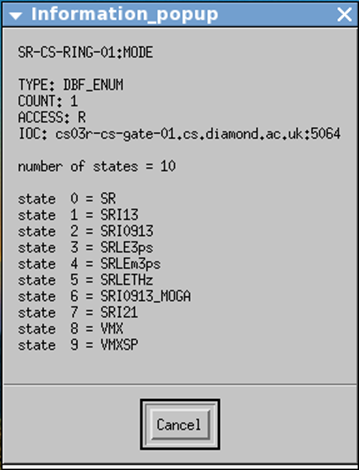 Information_popup
SR-CS-RING-01:MODE
TYPE: DBF_ENUM
COUNT: 1
ACCESS: R
IOC: cs03r-cs-gate-01.cs.diamond.ac.uk:5064
number of states = 10
state 0 = SR
state 1 = SRI13
state 2 = SRI0913
state 3 = SRLE3ps
state 4 = SRLEm3ps
state 5 = SRLETHz
state 6 = SRI0913_MOGA
state 7 = SRI21
state 8 = VMX
state 9 = VMXSP
Cancel